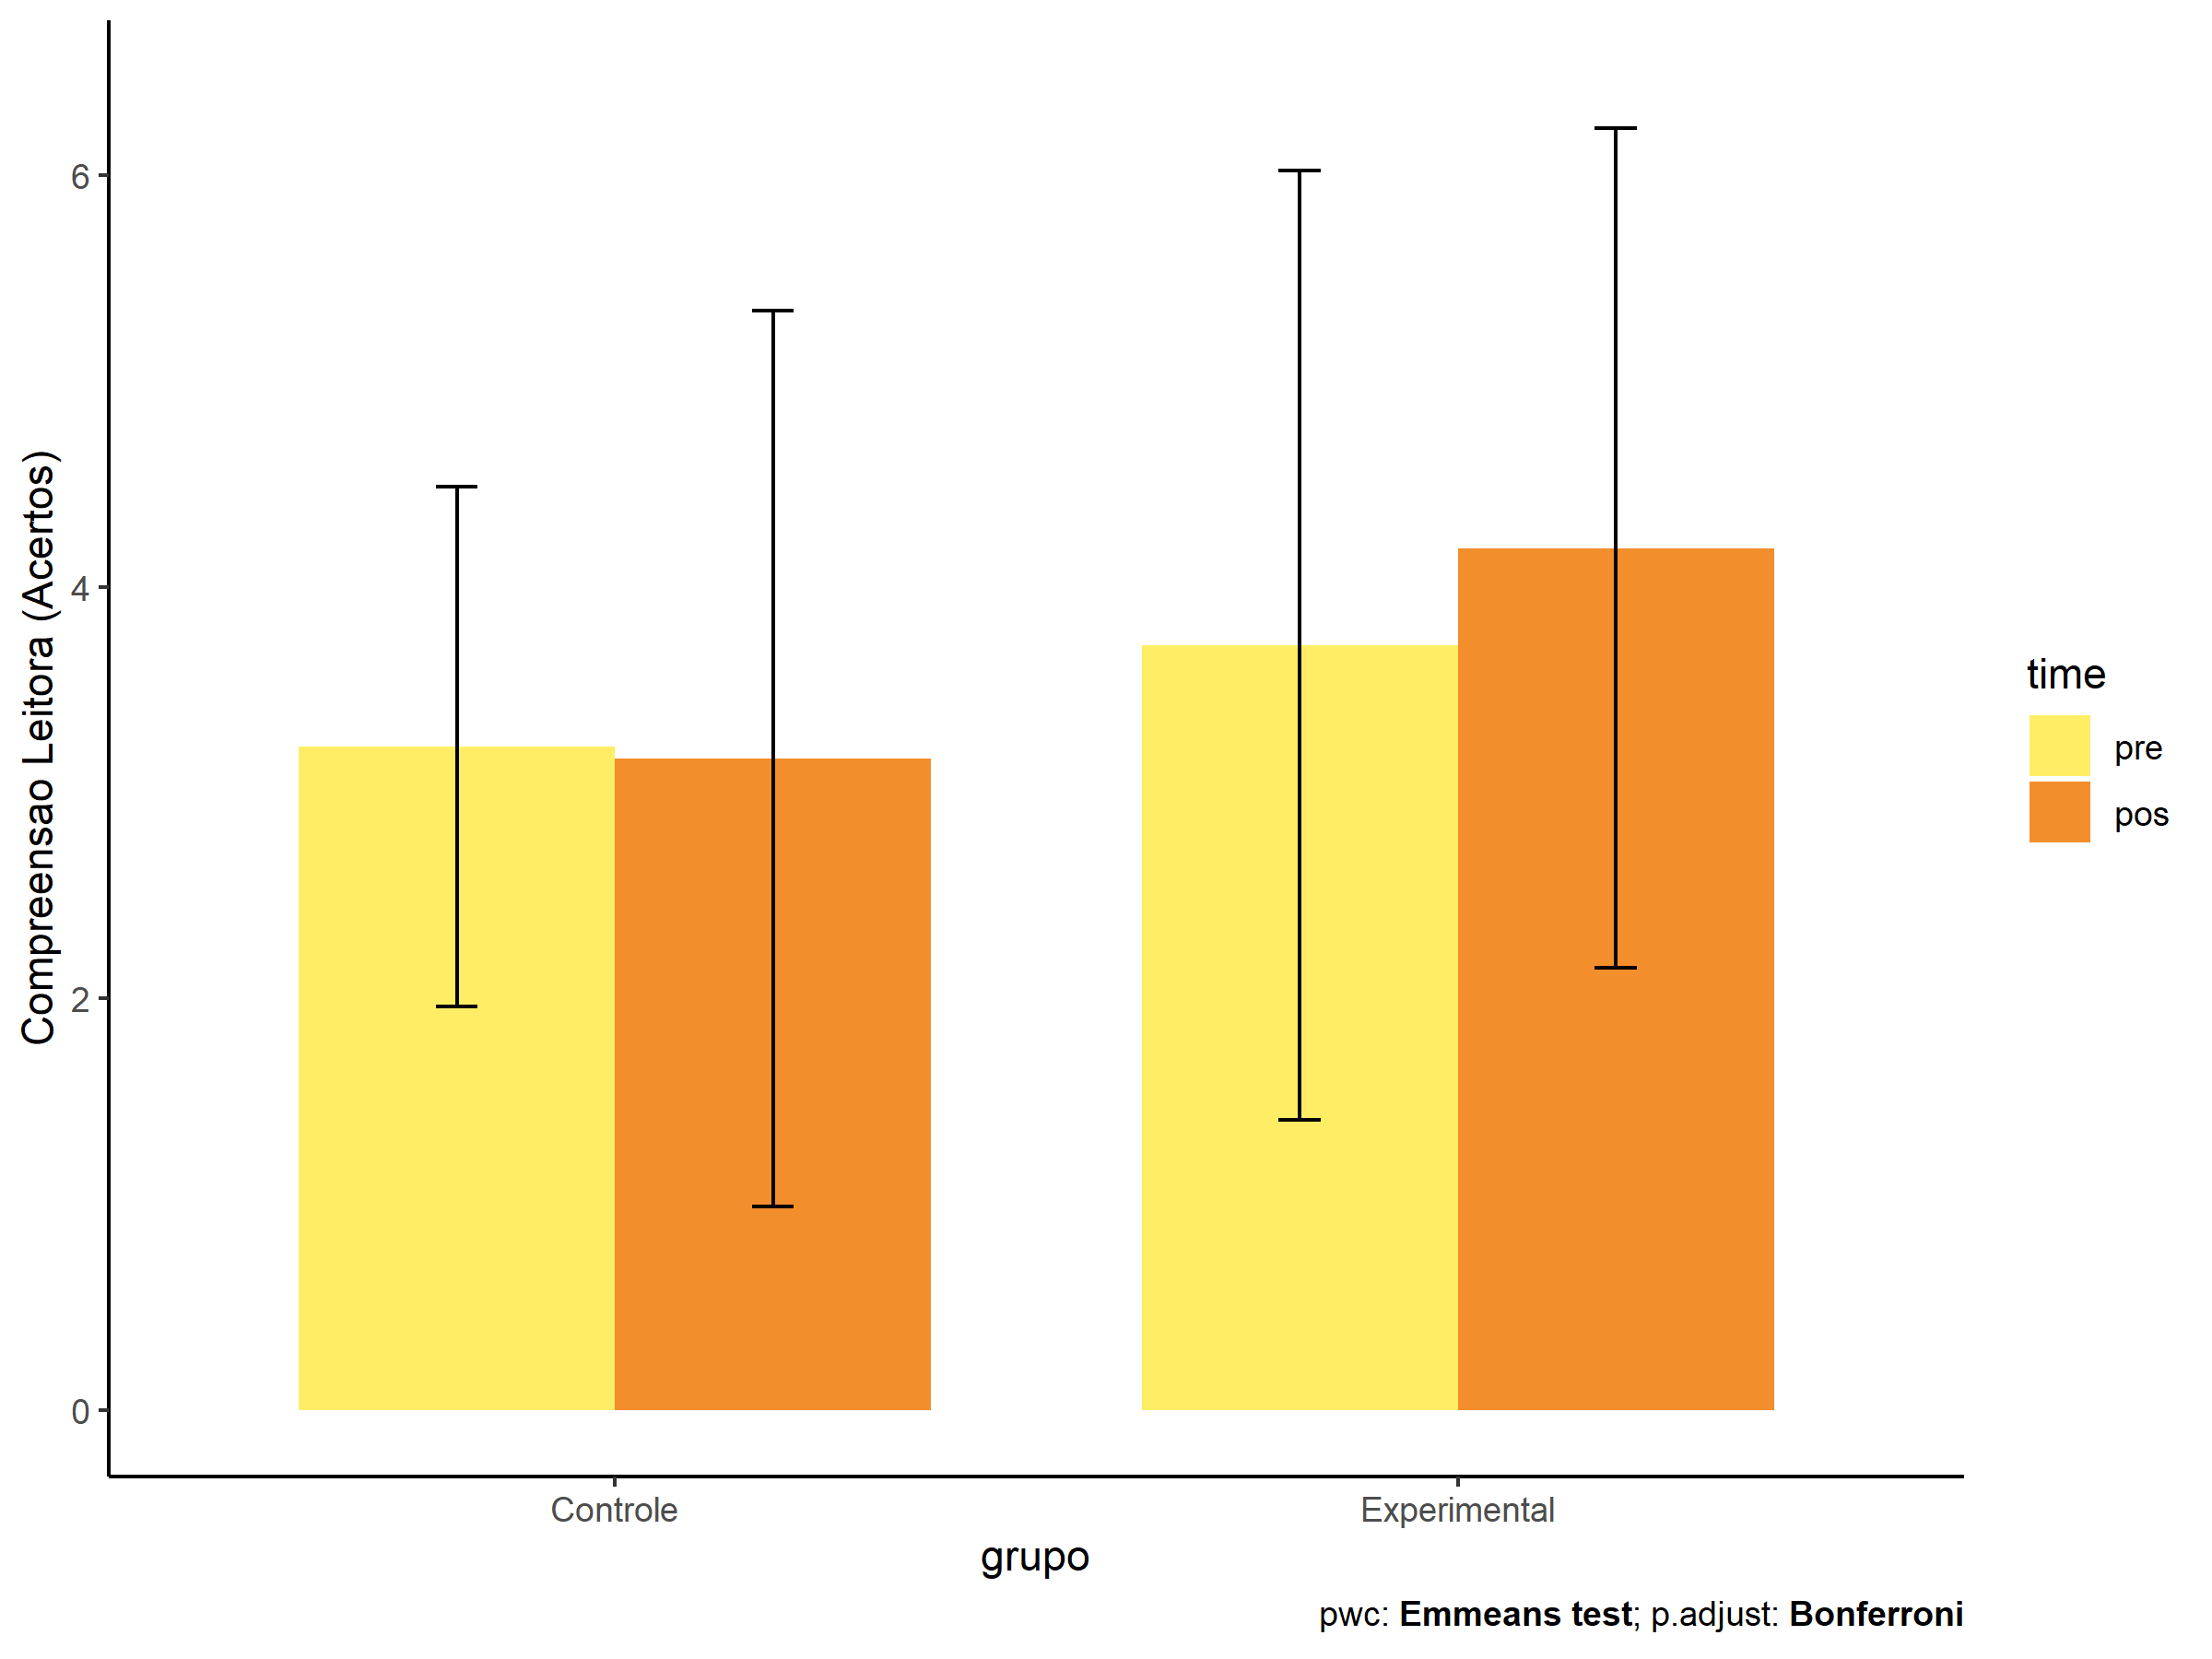 Compreensao Leitora (Acertos)
6
4
2
0
Controle
Experimental
grupo
time
pre
pos
pwc: Emmeans test; p.adjust: Bonferroni